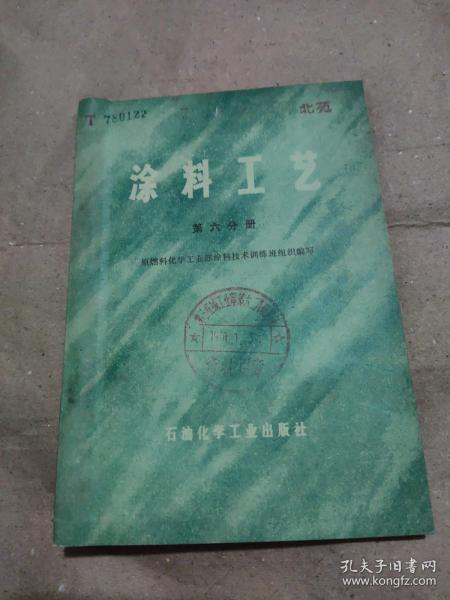 T 780122
北苑
涂料工艺
第六分册
原燃料化学工业部涂料技术训练班组织编写
石油化学工业出版社
孔夫子旧书网
www.kongfz.com